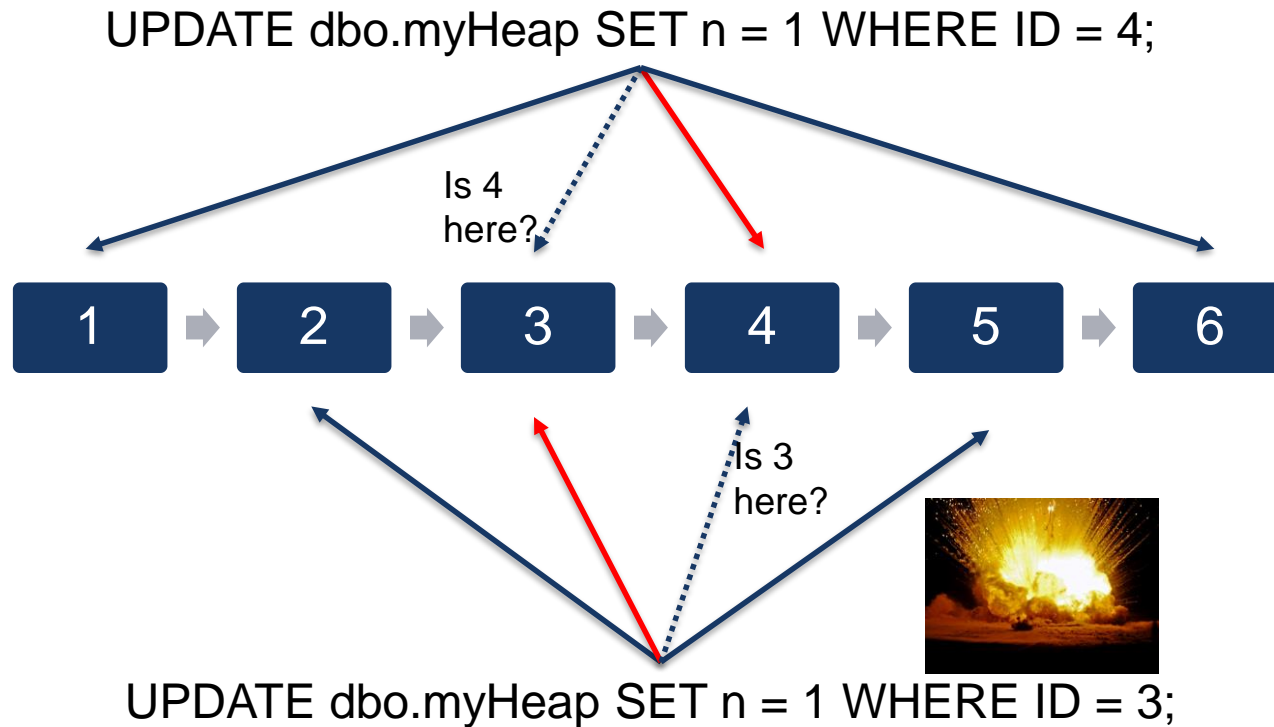 UPDATE dbo.myHeap SET n = 1 WHERE ID = 4;
Is 4
here?
1
2
3
4
5
6
Is 3
here?
UPDATE dbo.myHeap SET n = 1 WHERE ID = 3;